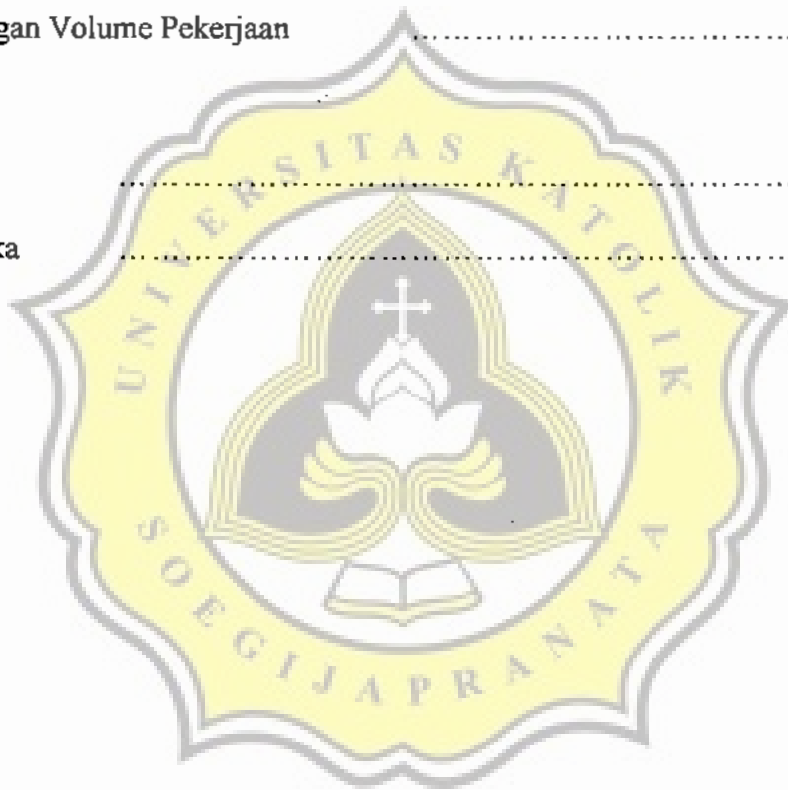 gan Volume Pekerjaan ........................................
........................................................................
ka ........................................................................
UNIVERSITAS KATOLIK
SOEGIJAPRANATA